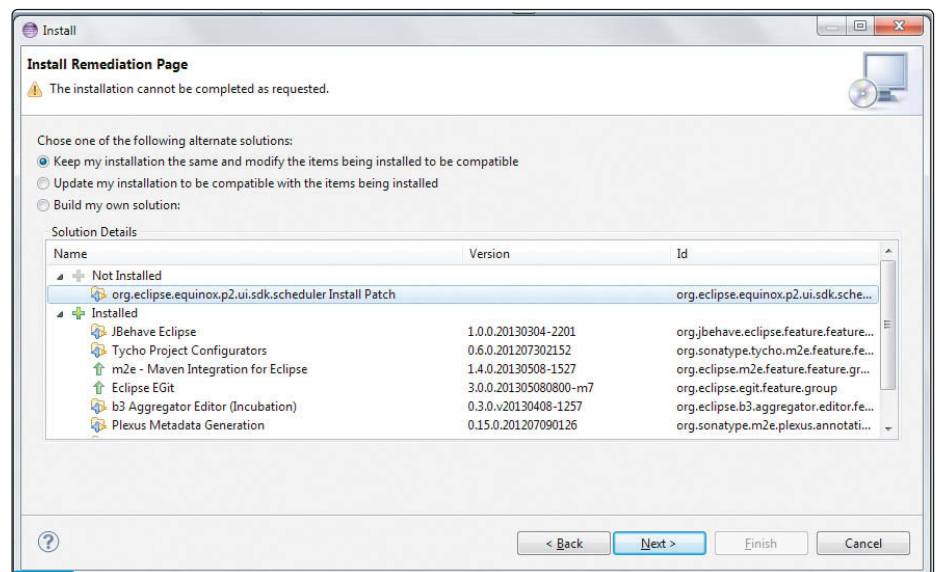 Install
Install Remediation Page
The installation cannot be completed as requested.
Chose one of the following alternate solutions:
Keep my installation the same and modify the items being installed to be compatible
Update my installation to be compatible with the items being installed
Build my own solution:
Solution Details
Name Version Id
Not Installed
org.eclipse.equinox.p2.ui.sdk.scheduler Install Patch org.eclipse.equinox.p2.ui.sdk.sche...
Installed
JBehave Eclipse 1.0.0.20130304-2201 org.jbehave.eclipse.feature.feature...
Tycho Project Configurators 0.6.0.201207302152 org.sonatype.tycho.m2e.feature.fe...
m2e - Maven Integration for Eclipse 1.4.0.20130508-1527 org.eclipse.m2e.feature.feature.gr...
Eclipse EGit 3.0.0.201305080800-m7 org.eclipse.egit.feature.group
b3 Aggregator Editor (Incubation) 0.3.0.v20130408-1257 org.eclipse.b3.aggregator.editor.fe...
Plexus Metadata Generation 0.15.0.201207090126 org.sonatype.m2e.plexus.annotati...
? < Back Next > Finish Cancel